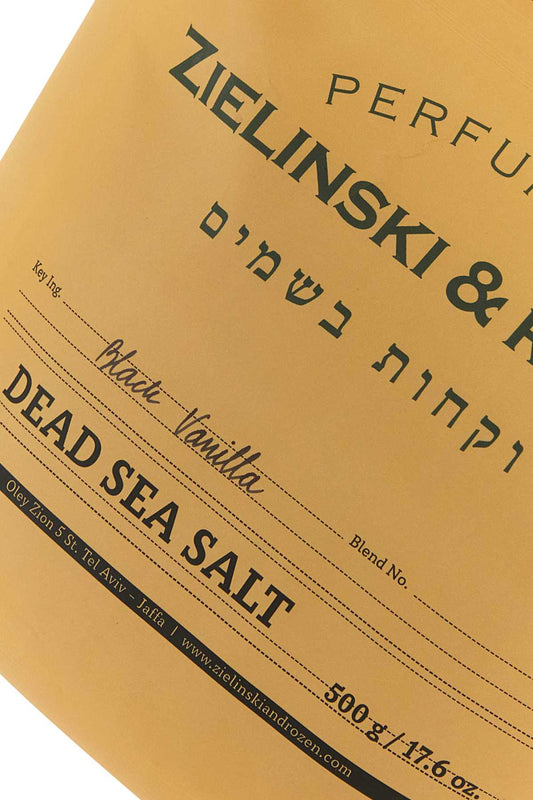 PERFU
ZIELINSKI & R
וקחות בשמים
Key Ing.
Black Vanilla
Blend No.
DEAD SEA SALT
500 g / 17.6 oz.
Oley Zion 5 St. Tel Aviv – Jaffa | www.zielinskiandrozen.com